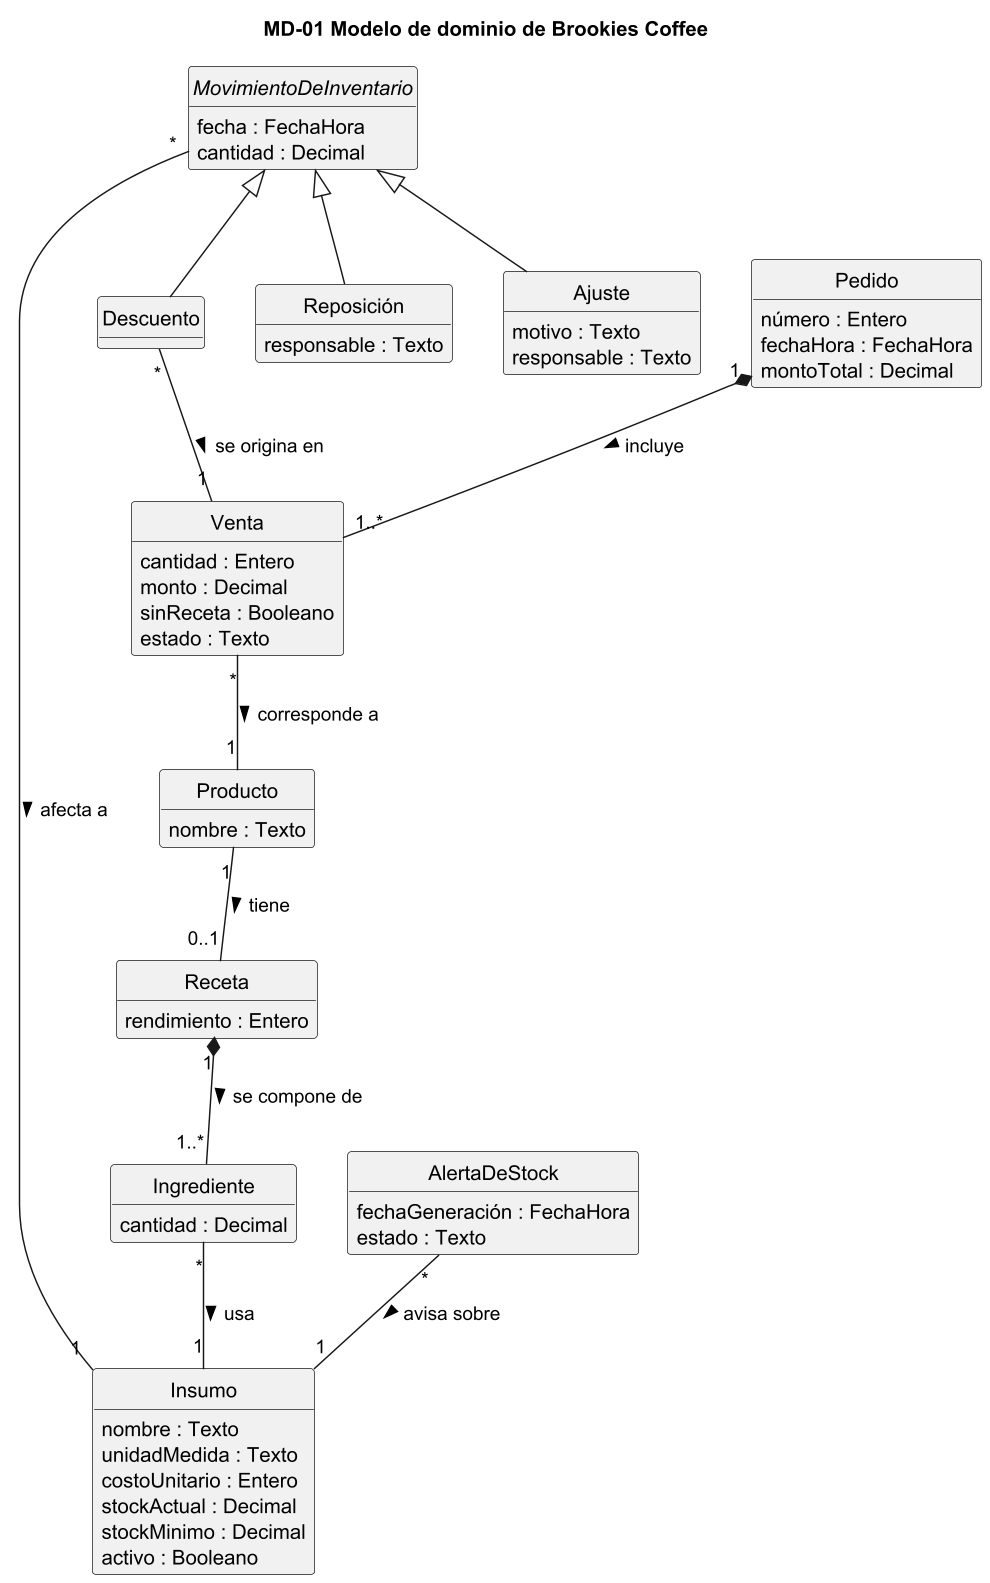 MD-01 Modelo de dominio de Brookies Coffee
MovimientoDeInventario
fecha : FechaHora
cantidad : Decimal
*
Descuento
Reposición
responsable : Texto
Ajuste
motivo : Texto
responsable : Texto
Pedido
número : Entero
fechaHora : FechaHora
montoTotal : Decimal
*
1
se origina en
incluye
1
1..*
Venta
cantidad : Entero
monto : Decimal
sinReceta : Booleano
estado : Texto
*
corresponde a
1
Producto
nombre : Texto
afecta a
1
tiene
0..1
Receta
rendimiento : Entero
1
se compone de
1..*
Ingrediente
cantidad : Decimal
AlertaDeStock
fechaGeneración : FechaHora
estado : Texto
*
*
usa
avisa sobre
1
1
1
Insumo
nombre : Texto
unidadMedida : Texto
costoUnitario : Entero
stockActual : Decimal
stockMinimo : Decimal
activo : Booleano